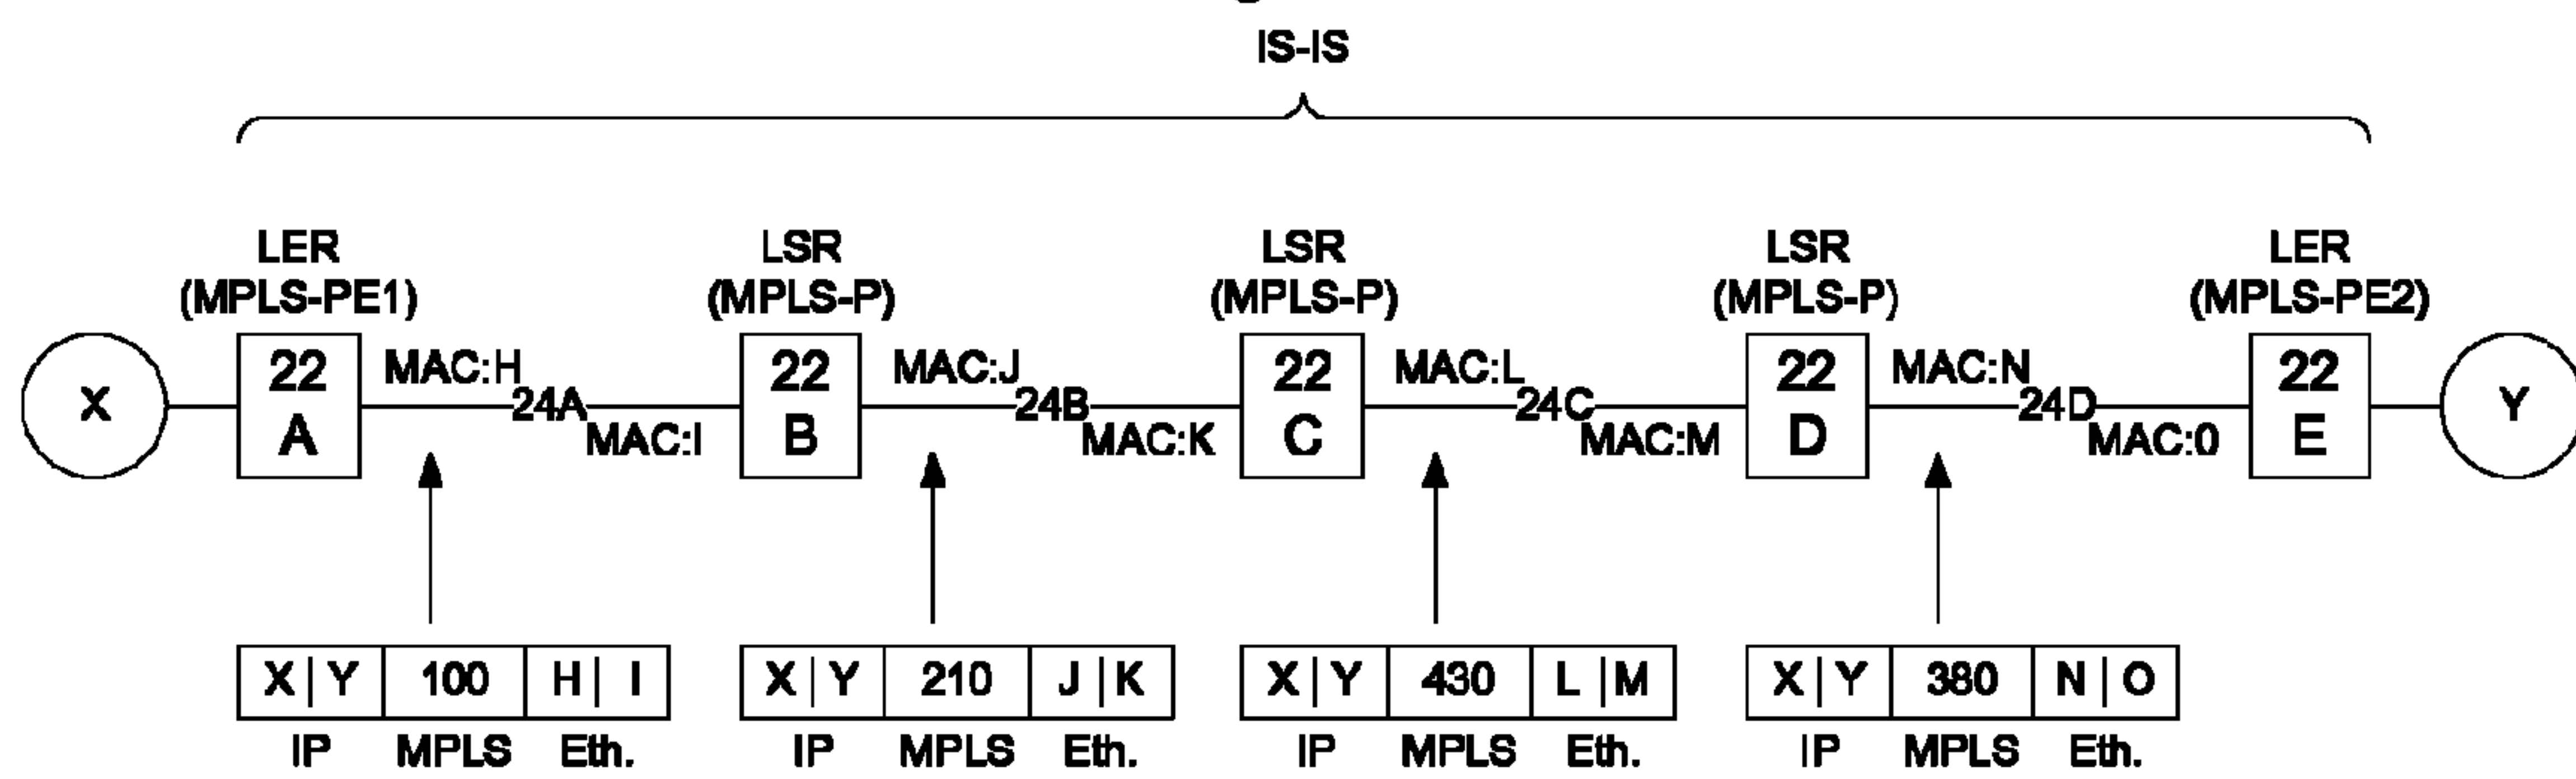 IS-IS
LER LSR LSR LSR LER
(MPLS-PE1) (MPLS-P) (MPLS-P) (MPLS-P) (MPLS-PE2)
22 MAC:H 22 MAC:J 22 MAC:L 22 MAC:N 22
X 24A 24B 24C 24D Y
A MAC:I B MAC:K C MAC:M D MAC:0 E
X | Y 100 H | I X | Y 210 J | K X | Y 430 L | M X | Y 380 N | O
IP MPLS Eth. IP MPLS Eth. IP MPLS Eth. IP MPLS Eth.